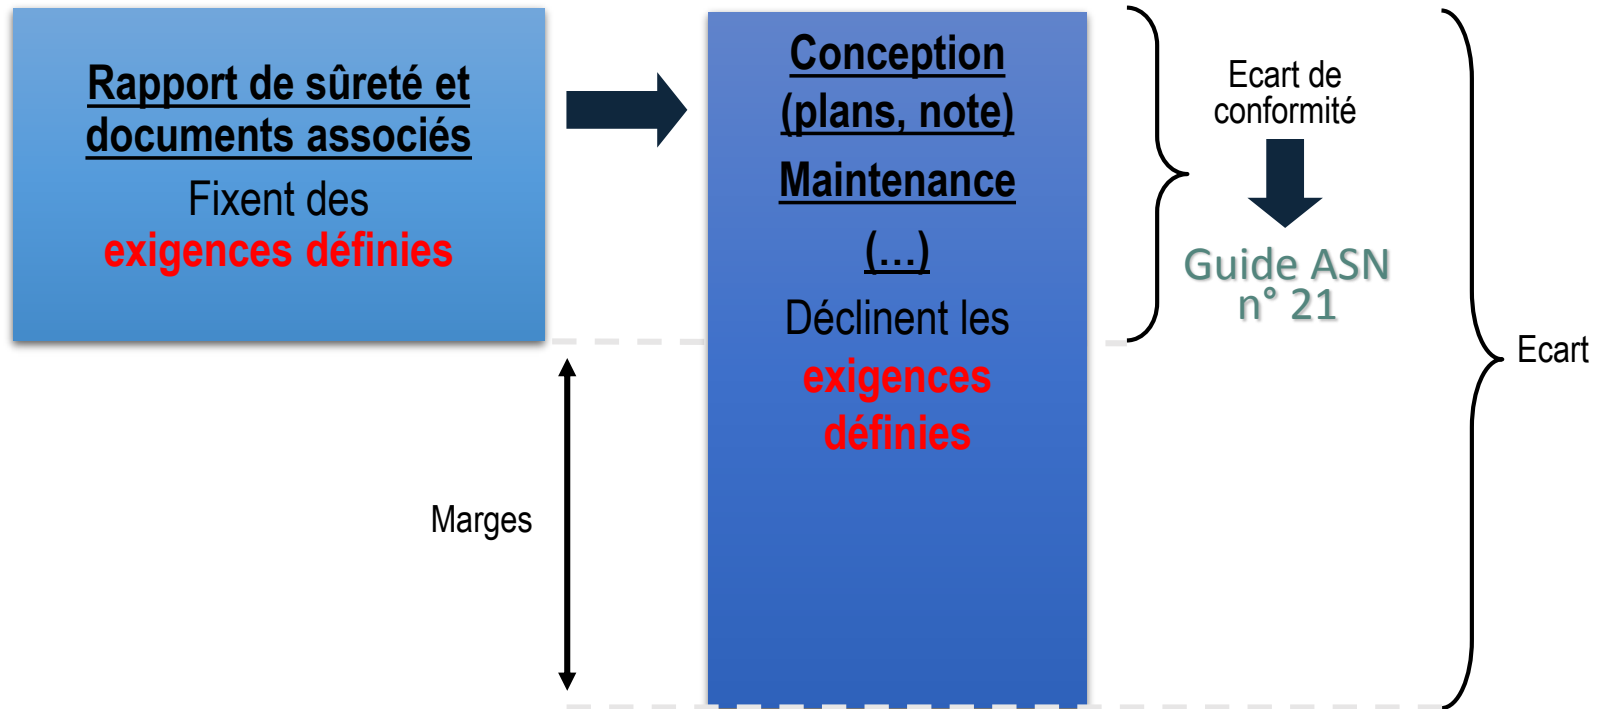 Rapport de sûreté et
documents associés
Fixent des
exigences définies
Conception
(plans, note)
Maintenance
(...)
Déclinent les
exigences
définies
Ecart de
conformité
Guide ASN
n° 21
Ecart
Marges